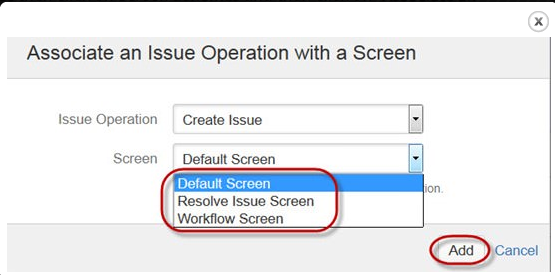 x
Associate an Issue Operation with a Screen
Issue Operation Create Issue
Screen Default Screen
Default Screen
Resolve Issue Screen
Workflow Screen
Add Cancel